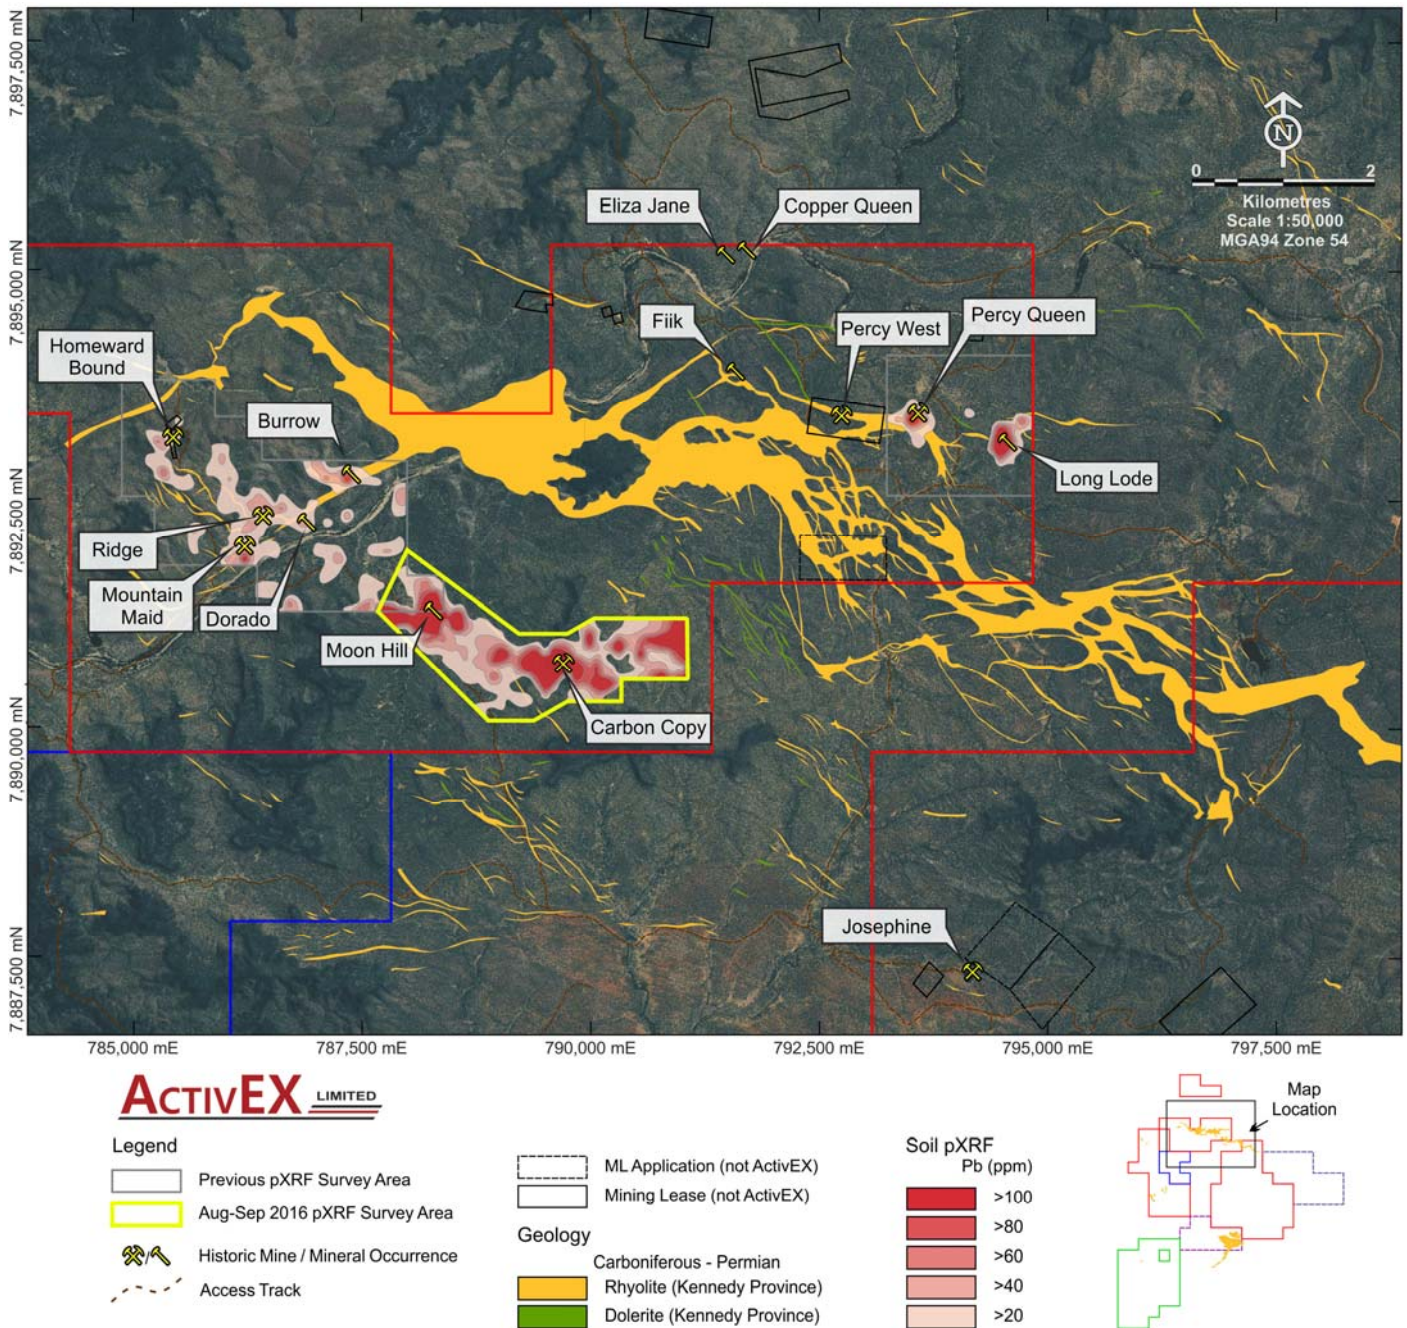 7,897,500 mN
7,895,000 mN
7,892,500 mN
7,890,000 mN
7,887,500 mN
N
0 2
Kilometres
Scale 1:50,000
MGA94 Zone 54
Eliza Jane
Copper Queen
Fiik
Percy West
Percy Queen
Homeward
Bound
Burrow
Long Lode
Ridge
Mountain
Maid
Dorado
Moon Hill
Carbon Copy
Josephine
785,000 mE
787,500 mE
790,000 mE
792,500 mE
795,000 mE
797,500 mE
ACTIVEX LIMITED
Legend
Previous pXRF Survey Area
Aug-Sep 2016 pXRF Survey Area
/
Historic Mine / Mineral Occurrence
Access Track
ML Application (not ActivEX)
Mining Lease (not ActivEX)
Geology
Carboniferous - Permian
Rhyolite (Kennedy Province)
Dolerite (Kennedy Province)
Soil pXRF
Pb (ppm)
>100
>80
>60
>40
>20
Map
Location